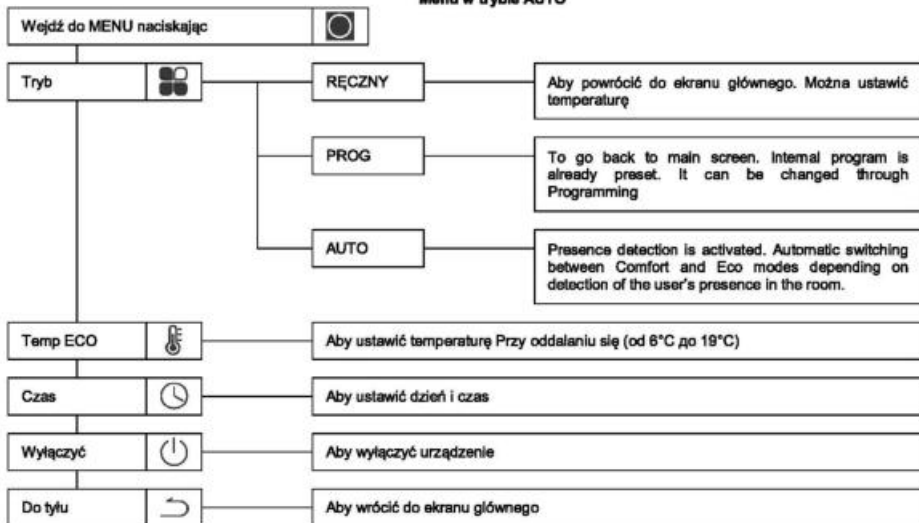 Menu w trybie AUTO
Wejdź do MENU naciskając
Tryb
RĘCZNY
Aby powrócić do ekranu głównego. Można ustawić
temperaturę
PROG
To go back to main screen. Internal program is
already preset. It can be changed through
Programming
AUTO
Presence detection is activated. Automatic switching
between Comfort and Eco modes depending on
detection of the user's presence in the room.
Temp ECO
Aby ustawić temperaturę Przy oddalaniu się (od 6°C до 19°C)
Czas
Aby ustawić dzień i czas
Wyłączyć
Aby wyłączyć urządzenie
Do tyłu
Aby wrócić do ekranu głównego